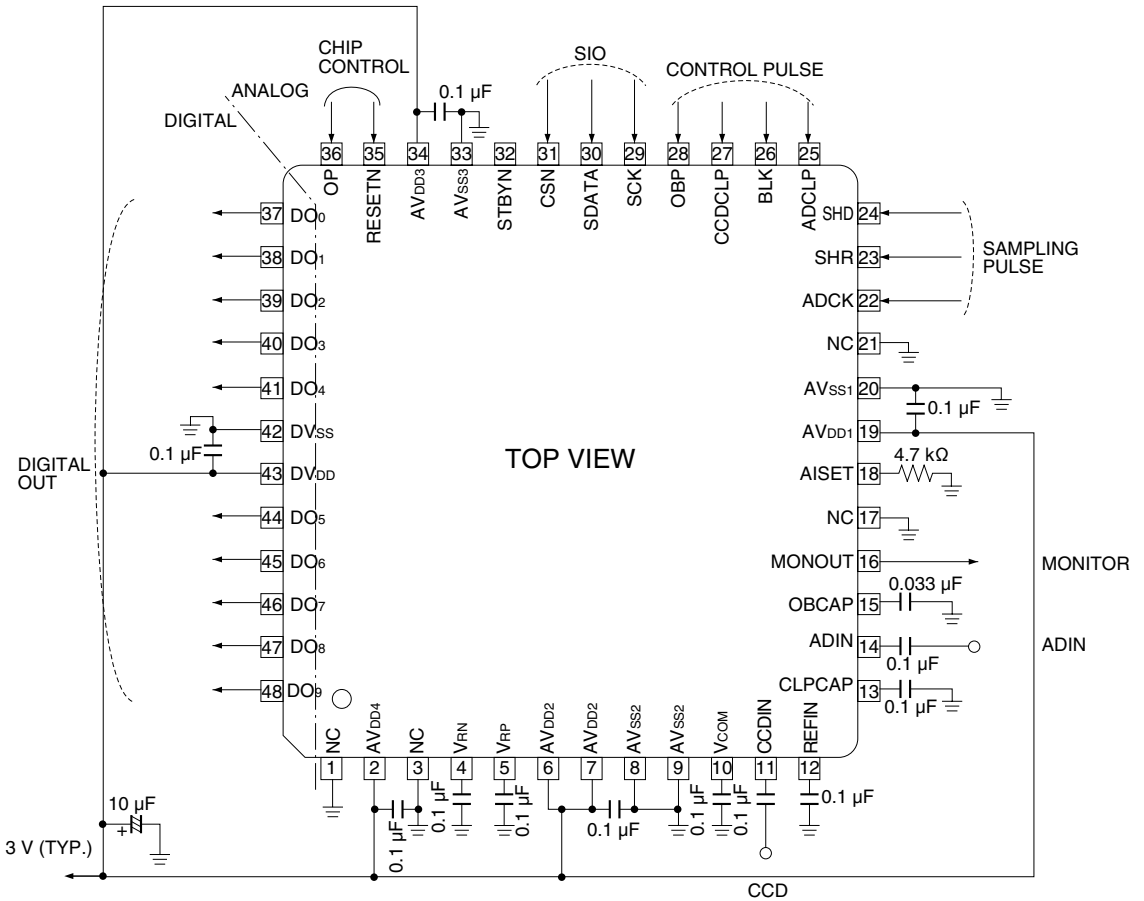 CHIP
CONTROL
SIO
CONTROL PULSE
ANALOG
DIGITAL
0.1 µF
36 35 34 33 32 31 30 29 28 27 26 25
OP
RESETN
AVDD3
AVSS3
STBYN
CSN
SDATA
SCK
OBP
CCDCLP
BLK
ADCLP
37 DO0
38 DO1
39 DO2
40 DO3
41 DO4
42 DVSS
0.1 µF
43 DVDD
44 DO5
45 DO6
46 DO7
47 DO8
48 DO9
DIGITAL
OUT
TOP VIEW
SHD 24
SHR 23
ADCK 22
SAMPLING
PULSE
NC 21
AVSS1 20
0.1 µF
AVDD1 19
4.7 kΩ
AISET 18
NC 17
MONOUT 16
MONITOR
0.033 µF
OBCAP 15
ADIN 14
ADIN
0.1 µF
CLPCAP 13
0.1 µF
NC
AVDD4
NC
VRN
VRP
AVDD2
AVDD2
AVSS2
AVSS2
VCOM
CCDIN
REFIN
1 2 3 4 5 6 7 8 9 10 11 12
0.1 µF
0.1 µF
0.1 µF
0.1 µF
0.1 µF
0.1 µF
0.1 µF
10 µF
+
3 V (TYP.)
CCD